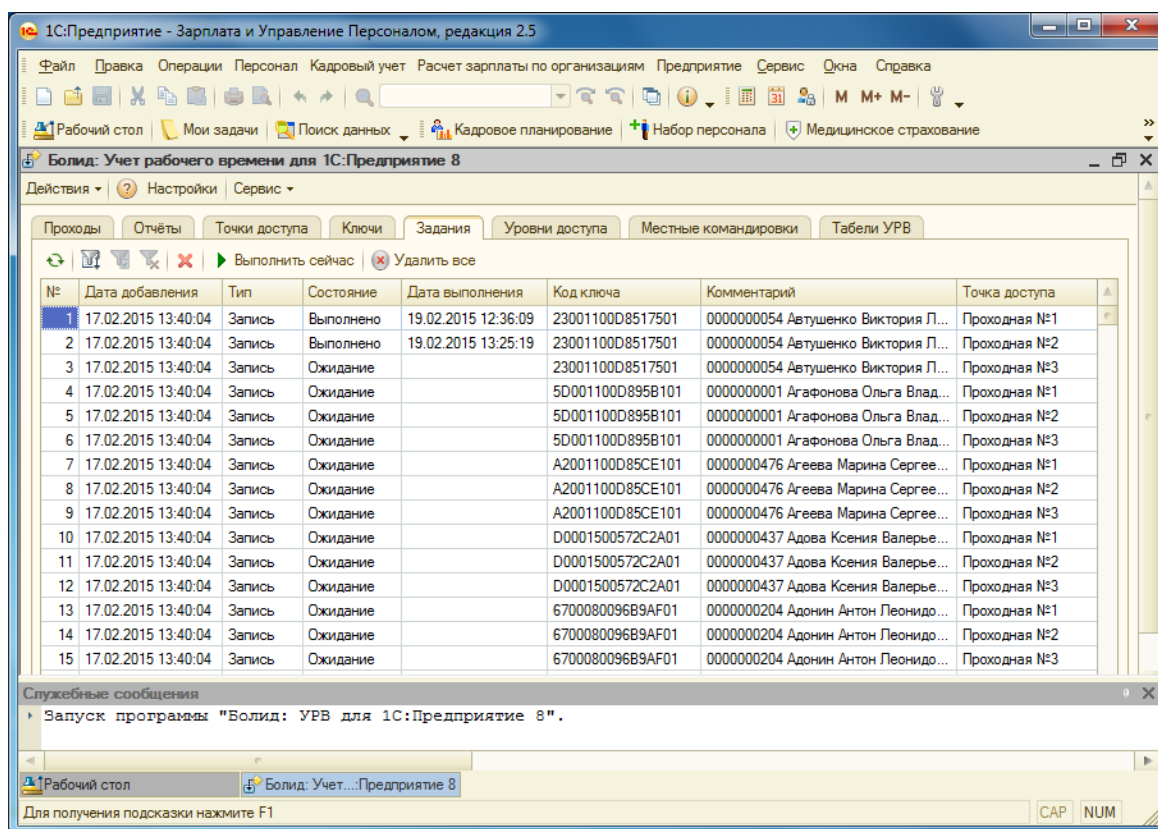 1С:Предприятие - Зарплата и Управление Персоналом, редакция 2.5
Файл Правка Операции Персонал Кадровый учет Расчет зарплаты по организациям Предприятие Сервис Окна Справка
M M+ M-
Рабочий стол Мои задачи Поиск данных Кадровое планирование Набор персонала Медицинское страхование
Болид: Учет рабочего времени для 1С:Предприятие 8
Действия Настройки Сервис
Проходы Отчёты Точки доступа Ключи Задания Уровни доступа Местные командировки Табели УРВ
Выполнить сейчас Удалить все
№ Дата добавления Тип Состояние Дата выполнения Код ключа Комментарий Точка доступа
1 17.02.2015 13:40:04 Запись Выполнено 19.02.2015 12:36:09 23001100D8517501 0000000054 Автушенко Виктория Л... Проходная №1
2 17.02.2015 13:40:04 Запись Выполнено 19.02.2015 13:25:19 23001100D8517501 0000000054 Автушенко Виктория Л... Проходная №2
3 17.02.2015 13:40:04 Запись Ожидание 23001100D8517501 0000000054 Автушенко Виктория Л... Проходная №3
4 17.02.2015 13:40:04 Запись Ожидание 5D001100D895B101 0000000001 Агафонова Ольга Влад... Проходная №1
5 17.02.2015 13:40:04 Запись Ожидание 5D001100D895B101 0000000001 Агафонова Ольга Влад... Проходная №2
6 17.02.2015 13:40:04 Запись Ожидание 5D001100D895B101 0000000001 Агафонова Ольга Влад... Проходная №3
7 17.02.2015 13:40:04 Запись Ожидание A2001100D85CE101 0000000476 Агеева Марина Сергее... Проходная №1
8 17.02.2015 13:40:04 Запись Ожидание A2001100D85CE101 0000000476 Агеева Марина Сергее... Проходная №2
9 17.02.2015 13:40:04 Запись Ожидание A2001100D85CE101 0000000476 Агеева Марина Сергее... Проходная №3
10 17.02.2015 13:40:04 Запись Ожидание D0001500572C2A01 0000000437 Адова Ксения Валерье... Проходная №1
11 17.02.2015 13:40:04 Запись Ожидание D0001500572C2A01 0000000437 Адова Ксения Валерье... Проходная №2
12 17.02.2015 13:40:04 Запись Ожидание D0001500572C2A01 0000000437 Адова Ксения Валерье... Проходная №3
13 17.02.2015 13:40:04 Запись Ожидание 6700080096B9AF01 0000000204 Адонин Антон Леонидо... Проходная №1
14 17.02.2015 13:40:04 Запись Ожидание 6700080096B9AF01 0000000204 Адонин Антон Леонидо... Проходная №2
15 17.02.2015 13:40:04 Запись Ожидание 6700080096B9AF01 0000000204 Адонин Антон Леонидо... Проходная №3
Служебные сообщения
Запуск программы "Болид: УРВ для 1С:Предприятие 8".
Рабочий стол Болид: Учет...:Предприятие 8
Для получения подсказки нажмите F1 CAP NUM